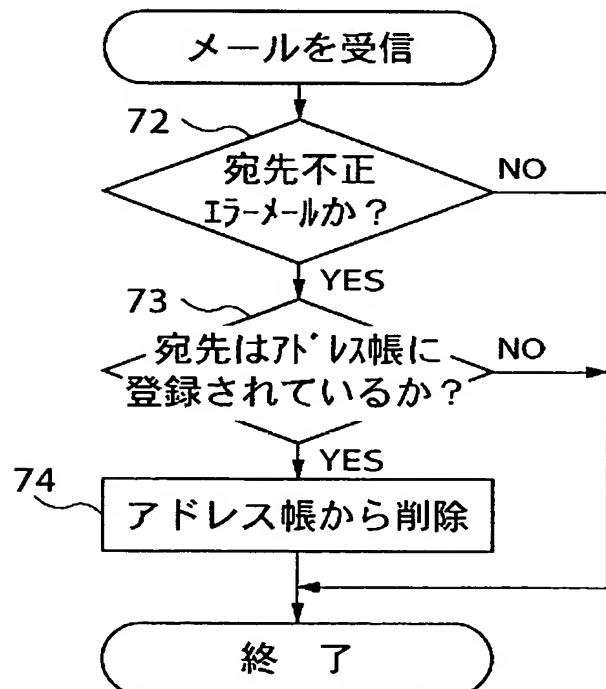 メールを受信
72
宛先不正
ｴﾗｰﾒｰﾙか？
NO
YES
73
宛先はｱﾄﾞﾚｽ帳に
登録されているか？
NO
YES
74
アドレス帳から削除
終　了